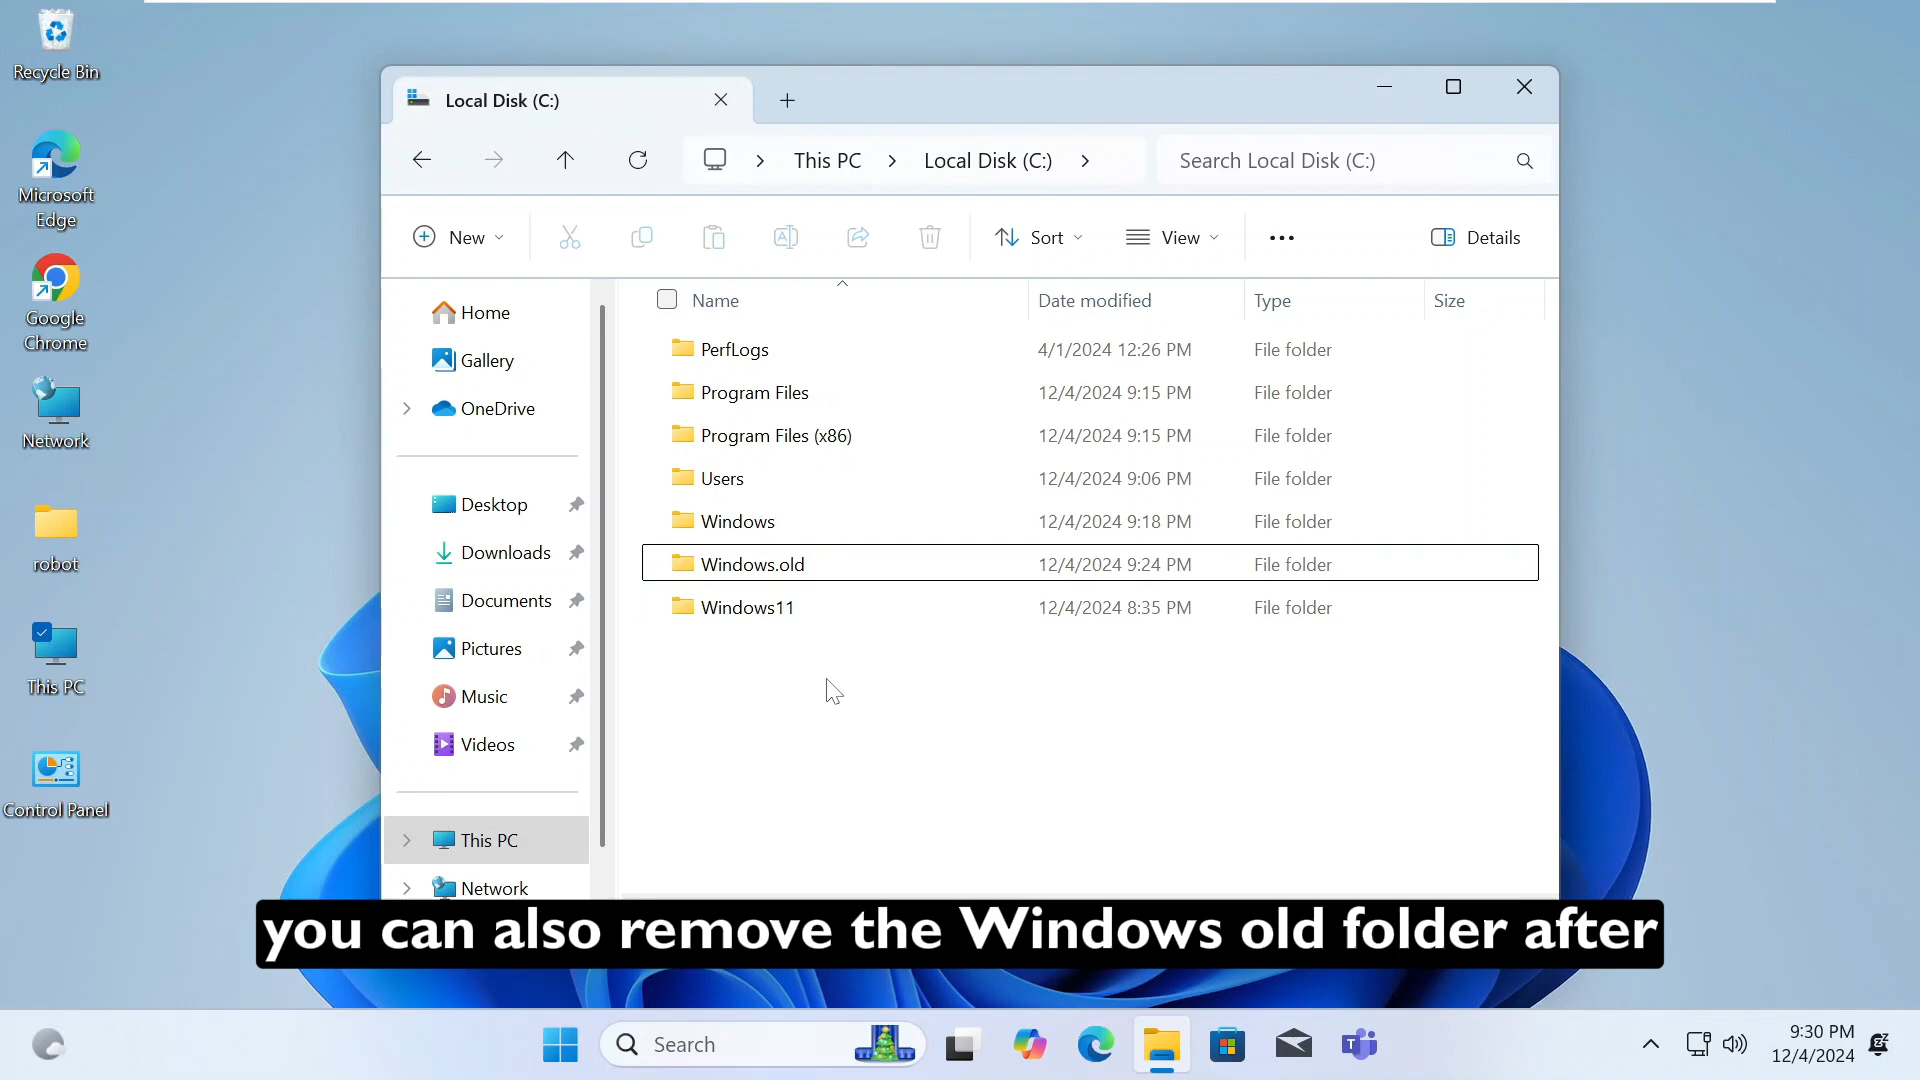 Recycle Bin
Microsoft
Edge
Google
Chrome
Network
robot
This PC
Control Panel
Local Disk (C:)
This PC
Local Disk (C:)
Search Local Disk (C:)
New
Sort
View
Details
Home
Gallery
OneDrive
Desktop
Downloads
Documents
Pictures
Music
Videos
This PC
Network
Name Date modified Type Size
PerfLogs 4/1/2024 12:26 PM File folder
Program Files 12/4/2024 9:15 PM File folder
Program Files (x86) 12/4/2024 9:15 PM File folder
Users 12/4/2024 9:06 PM File folder
Windows 12/4/2024 9:18 PM File folder
Windows.old 12/4/2024 9:24 PM File folder
Windows11 12/4/2024 8:35 PM File folder
you can also remove the Windows old folder after
Search
9:30 PM
12/4/2024